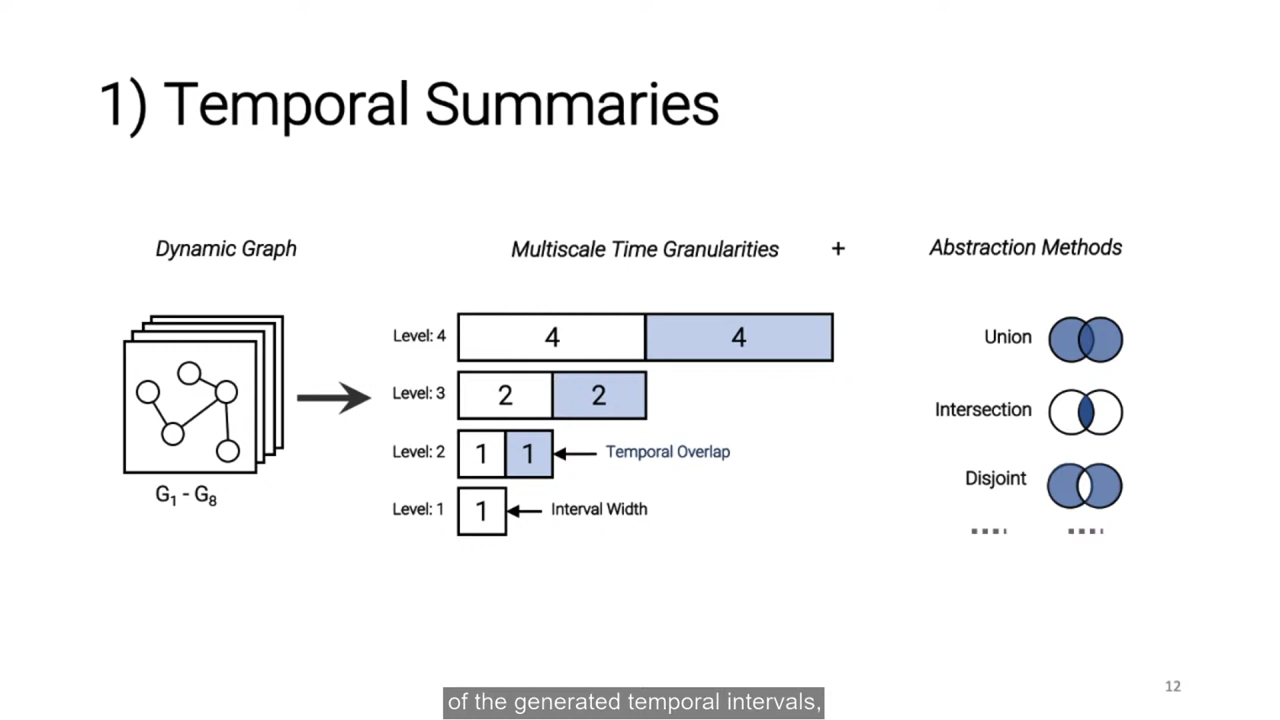 1) Temporal Summaries
Dynamic Graph
Multiscale Time Granularities
+
Abstraction Methods
Level: 4
4
4
Union
Level: 3
2
2
Intersection
Level: 2
1
1
Temporal Overlap
Disjoint
G1 - G8
Level: 1
1
Interval Width
12
of the generated temporal intervals,